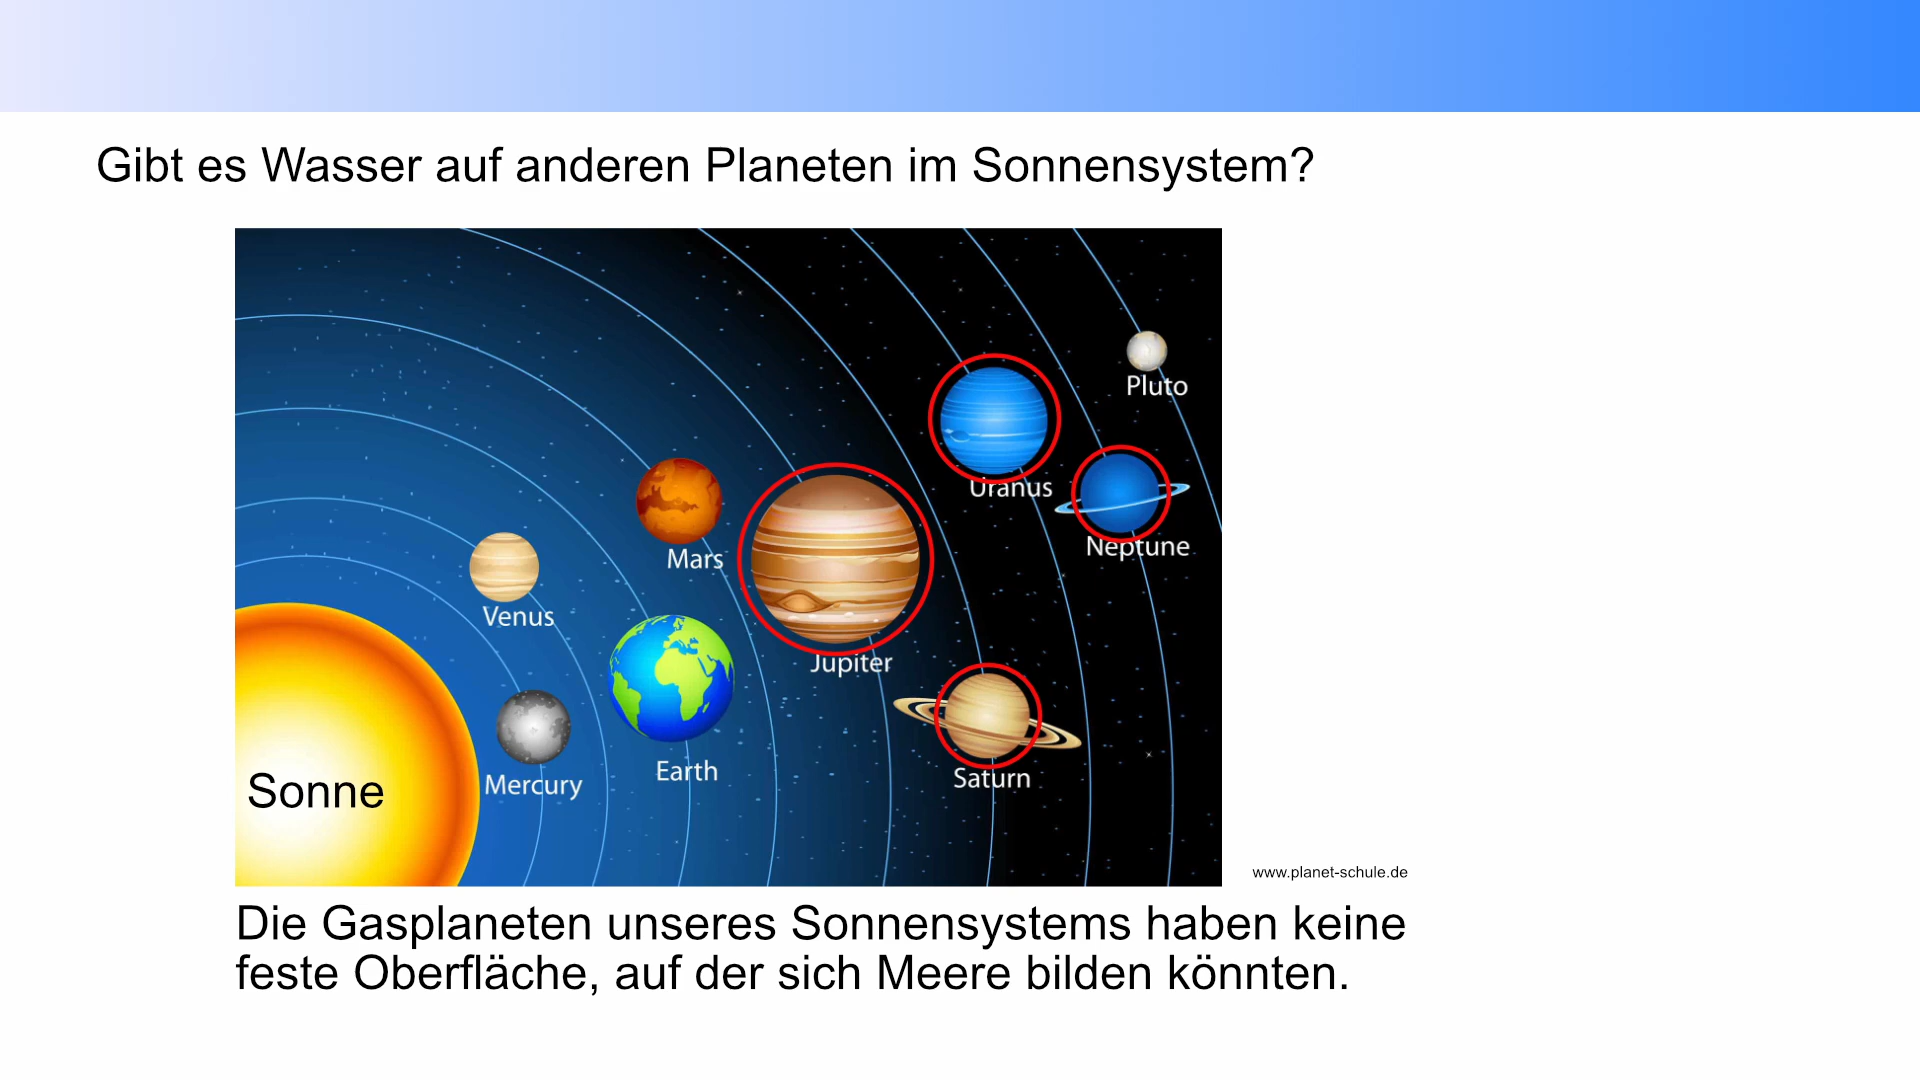 Gibt es Wasser auf anderen Planeten im Sonnensystem?
Pluto
Uranus
Neptune
Mars
Venus
Jupiter
Earth
Saturn
Mercury
Sonne
www.planet-schule.de
Die Gasplaneten unseres Sonnensystems haben keine
feste Oberfläche, auf der sich Meere bilden könnten.